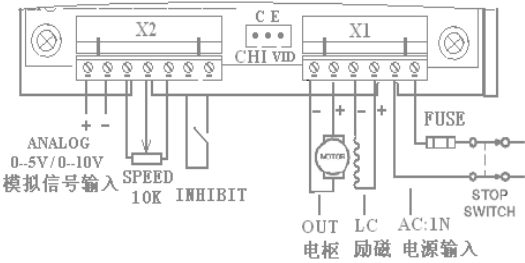 C E
X2
X1
CHI VID
+ -
- + - +
FUSE
ANALOG
0--5V/0--10V
模拟信号输入
SPEED
10K
INHIBIT
MOTOR
STOP
SWITCH
OUT LC AC:1N
电枢 励磁 电源输入